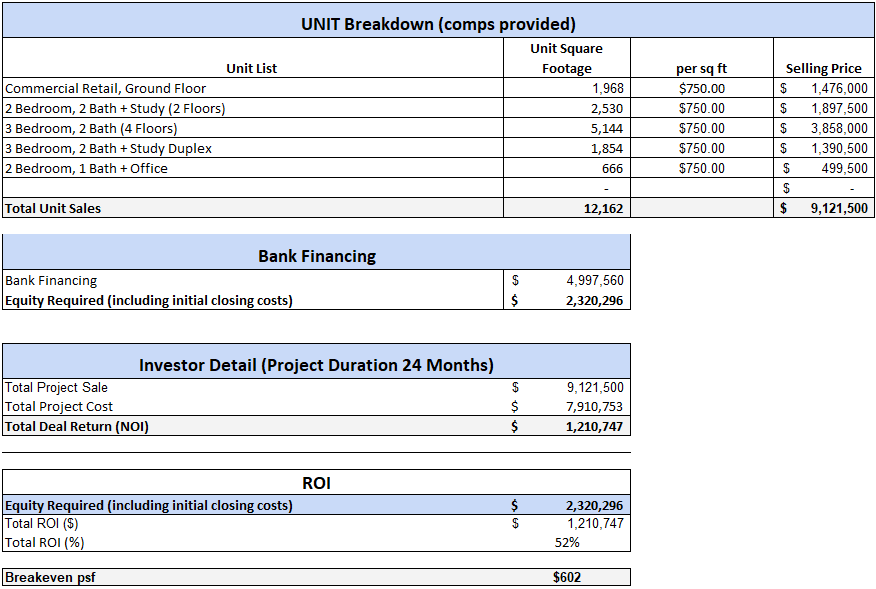 UNIT Breakdown (comps provided)
Unit List Unit Square Footage per sq ft Selling Price
Commercial Retail, Ground Floor 1,968 $750.00 $ 1,476,000
2 Bedroom, 2 Bath + Study (2 Floors) 2,530 $750.00 $ 1,897,500
3 Bedroom, 2 Bath (4 Floors) 5,144 $750.00 $ 3,858,000
3 Bedroom, 2 Bath + Study Duplex 1,854 $750.00 $ 1,390,500
2 Bedroom, 1 Bath + Office 666 $750.00 $ 499,500
- $ -
Total Unit Sales 12,162 $ 9,121,500
Bank Financing
Bank Financing $ 4,997,560
Equity Required (including initial closing costs) $ 2,320,296
Investor Detail (Project Duration 24 Months)
Total Project Sale $ 9,121,500
Total Project Cost $ 7,910,753
Total Deal Return (NOI) $ 1,210,747
ROI
Equity Required (including initial closing costs) $ 2,320,296
Total ROI ($) $ 1,210,747
Total ROI (%) 52%
Breakeven psf $602